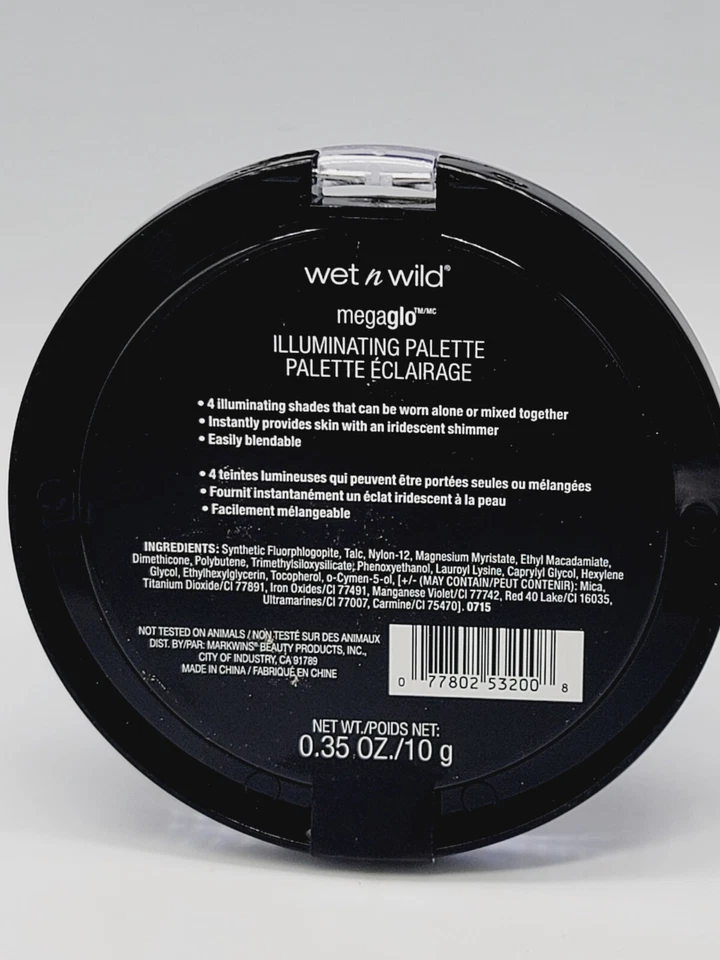 wet n wild®
megaglo™/MC
ILLUMINATING PALETTE
PALETTE ÉCLAIRAGE
• 4 illuminating shades that can be worn alone or mixed together
• Instantly provides skin with an iridescent shimmer
• Easily blendable
• 4 teintes lumineuses qui peuvent être portées seules ou mélangées
• Fournit instantanément un éclat iridescent à la peau
• Facilement mélangeable
INGREDIENTS: Synthetic Fluorphlogopite, Talc, Nylon-12, Magnesium Myristate, Ethyl Macadamiate,
Dimethicone, Polybutene, Trimethylsiloxysilicate, Phenoxyethanol, Lauroyl Lysine, Caprylyl Glycol, Hexylene
Glycol, Ethylhexylglycerin, Tocopherol, o-Cymen-5-ol, [+/- (MAY CONTAIN/PEUT CONTENIR): Mica,
Titanium Dioxide/CI 77891, Iron Oxides/CI 77491, Manganese Violet/CI 77742, Red 40 Lake/CI 16035,
Ultramarines/CI 77007, Carmine/CI 75470]. 0715
NOT TESTED ON ANIMALS / NON TESTÉ SUR DES ANIMAUX
DIST. BY/PAR: MARKWINS® BEAUTY PRODUCTS, INC.,
CITY OF INDUSTRY, CA 91789
MADE IN CHINA / FABRIQUÉ EN CHINE
0 77802 53200 8
NET WT./POIDS NET:
0.35 OZ./10 g